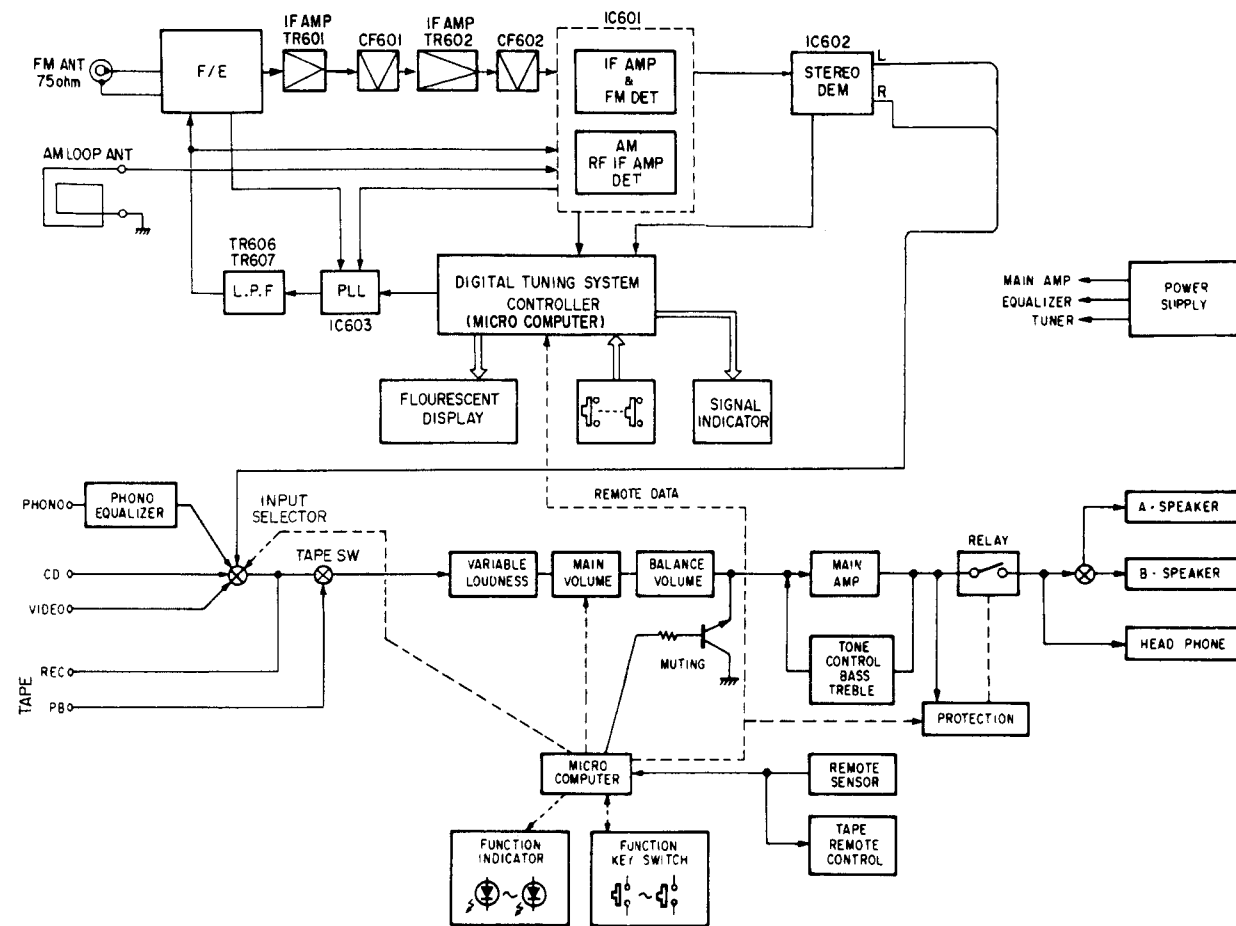 IF AMP
TR601
CF601
IF AMP
TR602
CF602
IC601
IC602
FM ANT
75ohm
F/E
IF AMP
&
FM DET
STEREO
DEM
L
R
AM LOOP ANT
AM
RF IF AMP
DET
TR606
TR607
L.P.F
PLL
IC603
DIGITAL TUNING SYSTEM
CONTROLLER
(MICRO COMPUTER)
MAIN AMP
EQUALIZER
TUNER
POWER
SUPPLY
FLOURESCENT
DISPLAY
SIGNAL
INDICATOR
REMOTE DATA
PHONO
PHONO
EQUALIZER
INPUT
SELECTOR
TAPE SW
CD
VIDEO
REC
PB
TAPE
VARIABLE
LOUDNESS
MAIN
VOLUME
BALANCE
VOLUME
MUTING
MAIN
AMP
TONE
CONTROL
BASS
TREBLE
RELAY
PROTECTION
A - SPEAKER
B - SPEAKER
HEAD PHONE
MICRO
COMPUTER
REMOTE
SENSOR
TAPE
REMOTE
CONTROL
FUNCTION
INDICATOR
FUNCTION
KEY SWITCH